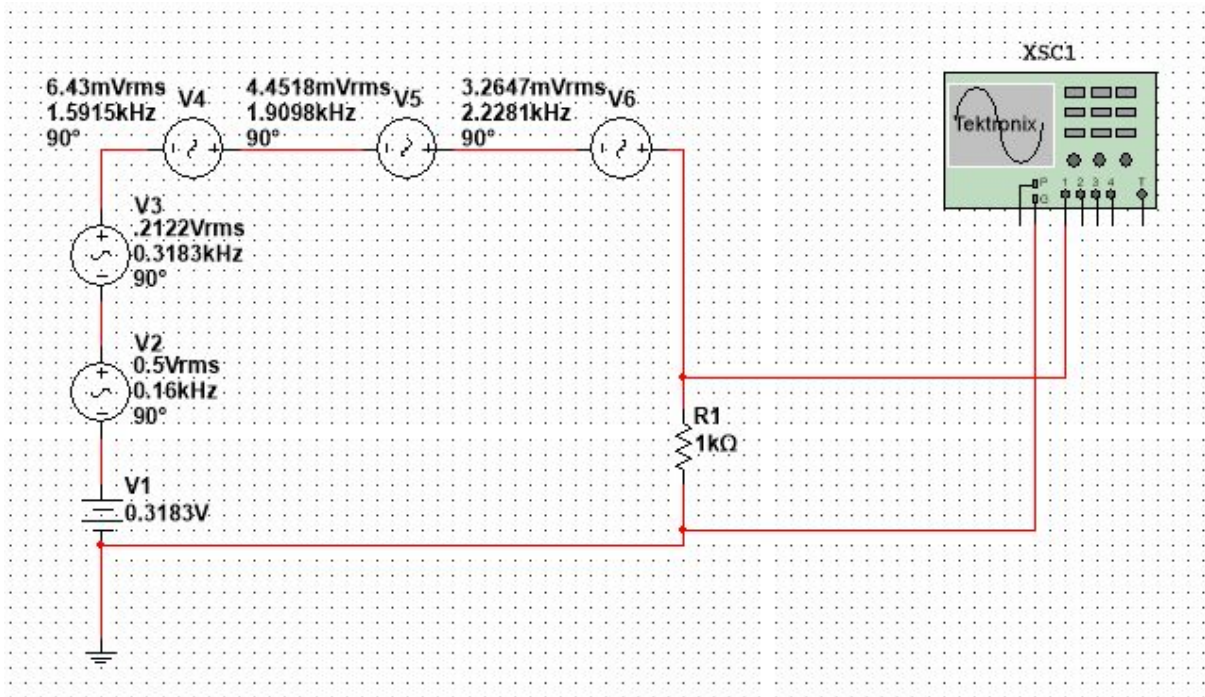 XSC1
6.43mVrms
1.5915kHz
90°
V4
4.4518mVrms
1.9098kHz
90°
V5
3.2647mVrms
2.2281kHz
90°
V6
Tektronix
P
G
1 2 3 4
T
V3
.2122Vrms
0.3183kHz
90°
V2
0.5Vrms
0.16kHz
90°
R1
1kΩ
V1
0.3183V